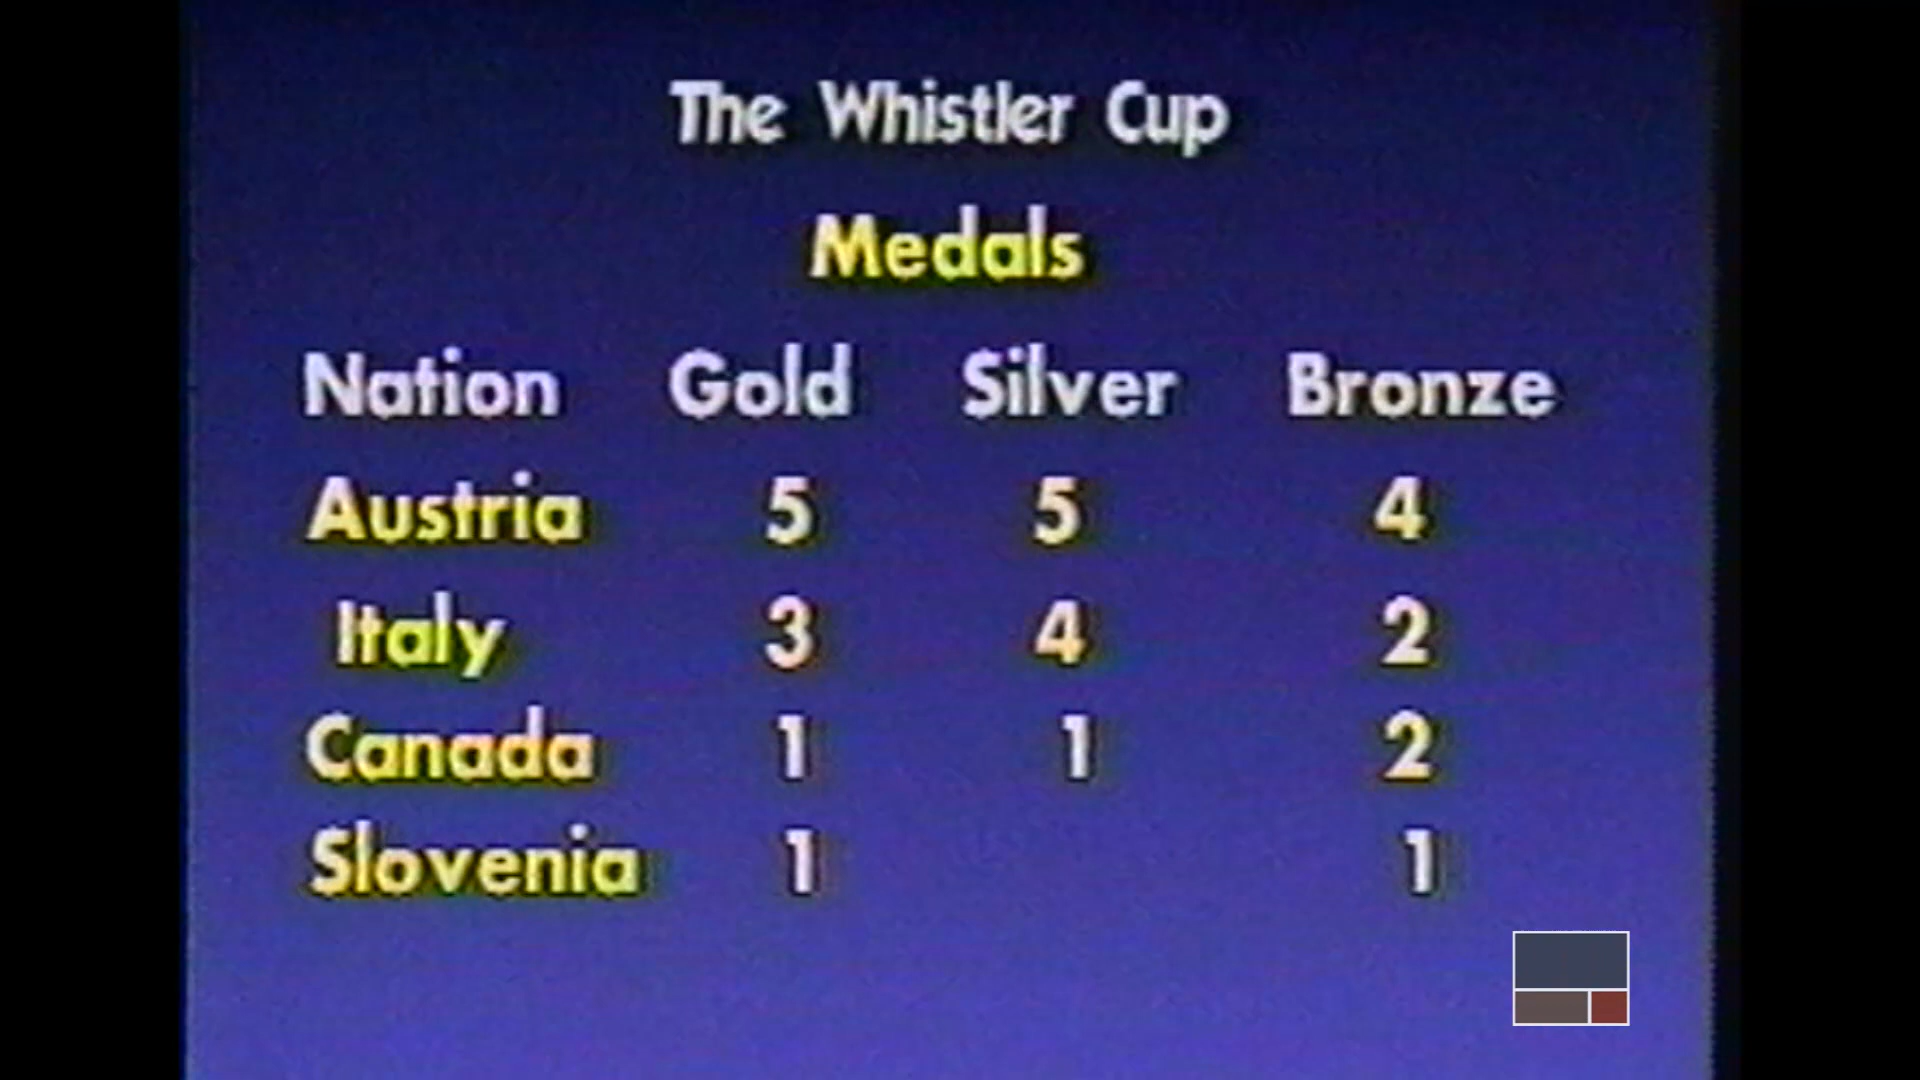 The Whistler Cup
Medals
Nation Gold Silver Bronze
Austria 5 5 4
Italy 3 4 2
Canada 1 1 2
Slovenia 1 1